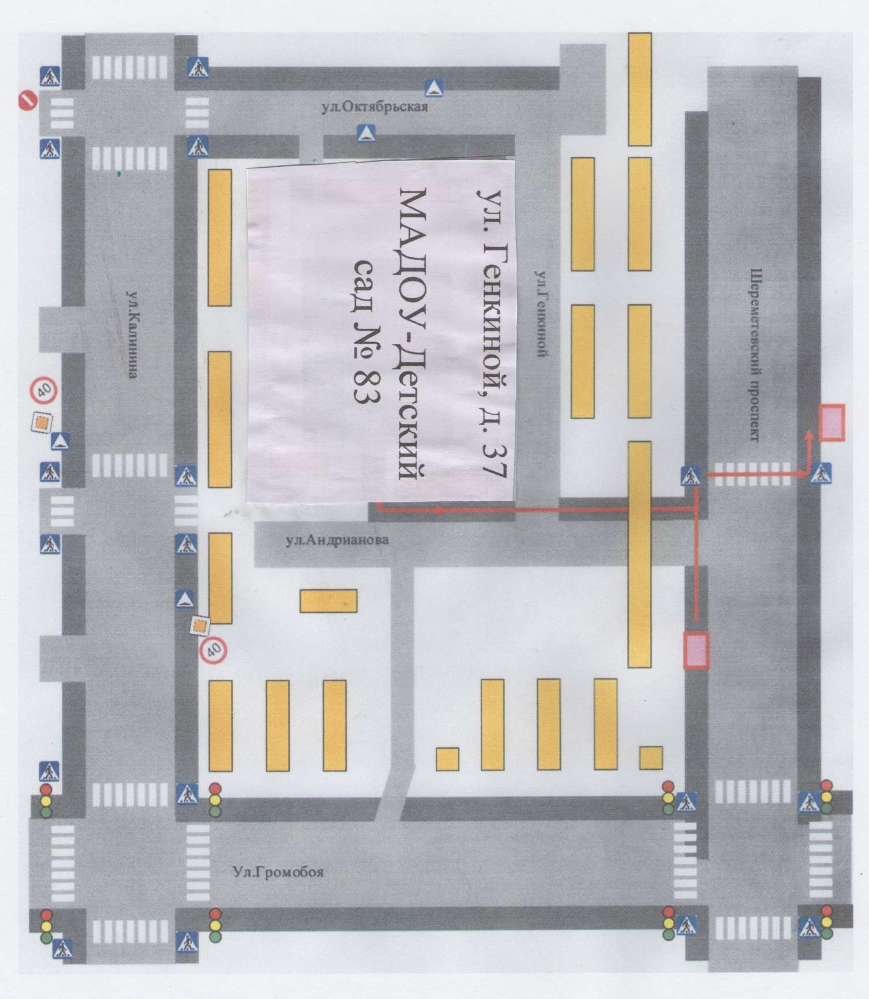 ул.Октябрьская
ул. Генкиной, д. 37
МАДОУ-Детский
сад № 83
ул.Генкиной
Шереметевский проспект
ул.Калинина
40
ул.Андрианова
40
Ул.Громобоя